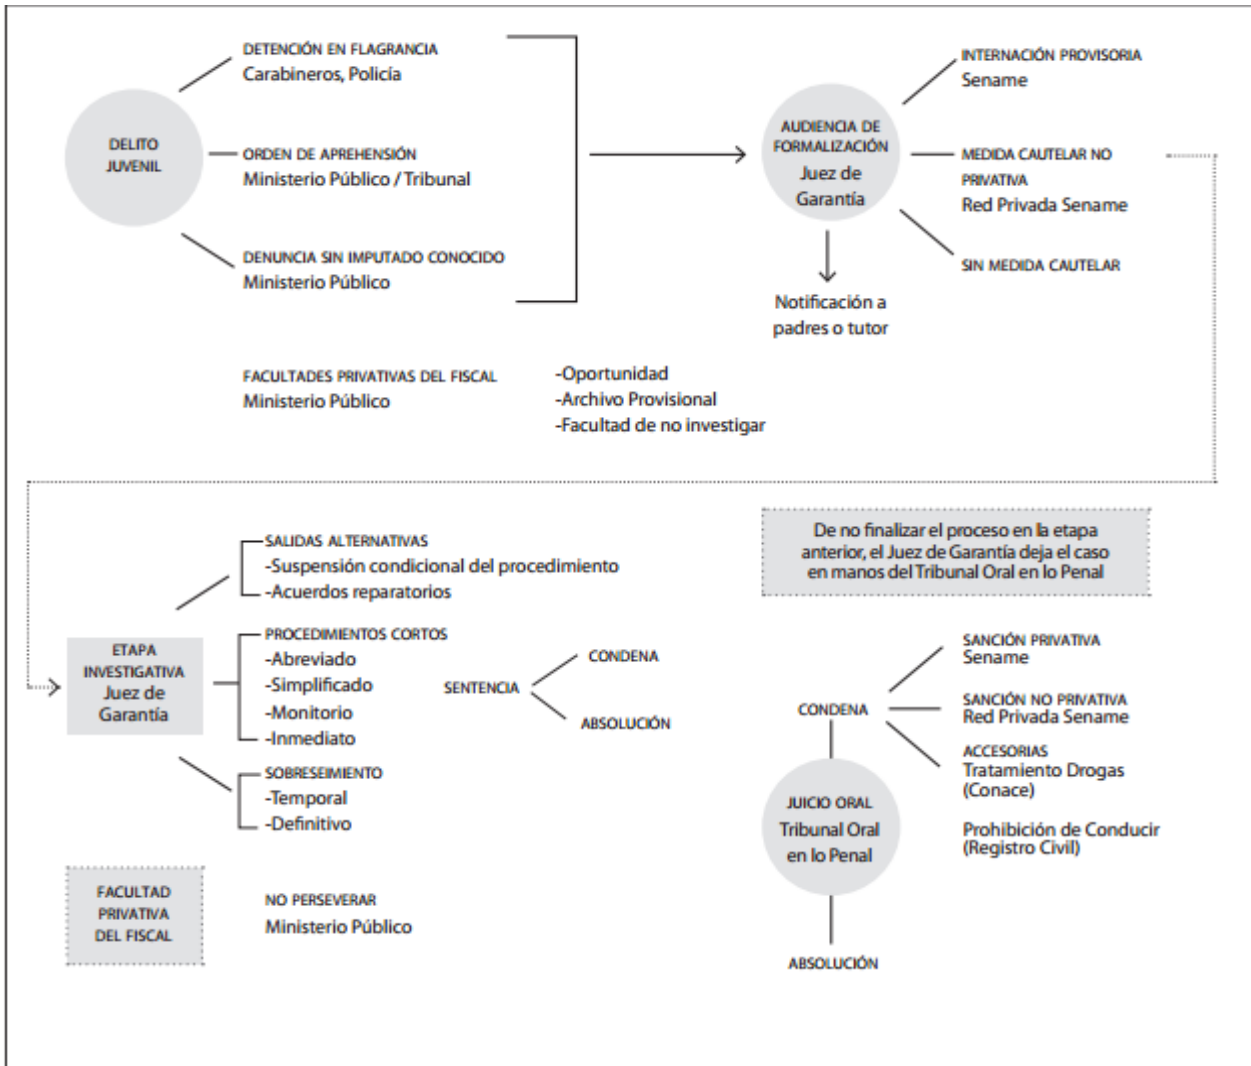 DETENCIÓN EN FLAGRANCIA
Carabineros, Policía
DELITO
JUVENIL
ORDEN DE APREHENSIÓN
Ministerio Público / Tribunal
DENUNCIA SIN IMPUTADO CONOCIDO
Ministerio Público
AUDIENCIA DE
FORMALIZACIÓN
Juez de
Garantía
INTERNACIÓN PROVISORIA
Sename
MEDIDA CAUTELAR NO
PRIVATIVA
Red Privada Sename
SIN MEDIDA CAUTELAR
Notificación a
padres o tutor
FACULTADES PRIVATIVAS DEL FISCAL
Ministerio Público
-Oportunidad
-Archivo Provisional
-Facultad de no investigar
SALIDAS ALTERNATIVAS
-Suspensión condicional del procedimiento
-Acuerdos reparatorios
ETAPA
INVESTIGATIVA
Juez de
Garantía
PROCEDIMIENTOS CORTOS
-Abreviado
-Simplificado
-Monitorio
-Inmediato
SENTENCIA
CONDENA
ABSOLUCIÓN
SOBRESEIMIENTO
-Temporal
-Definitivo
FACULTAD
PRIVATIVA
DEL FISCAL
NO PERSEVERAR
Ministerio Público
De no finalizar el proceso en la etapa
anterior, el Juez de Garantía deja el caso
en manos del Tribunal Oral en lo Penal
CONDENA
SANCIÓN PRIVATIVA
Sename
SANCIÓN NO PRIVATIVA
Red Privada Sename
ACCESORIAS
Tratamiento Drogas
(Conace)
Prohibición de Conducir
(Registro Civil)
JUICIO ORAL
Tribunal Oral
en lo Penal
ABSOLUCIÓN